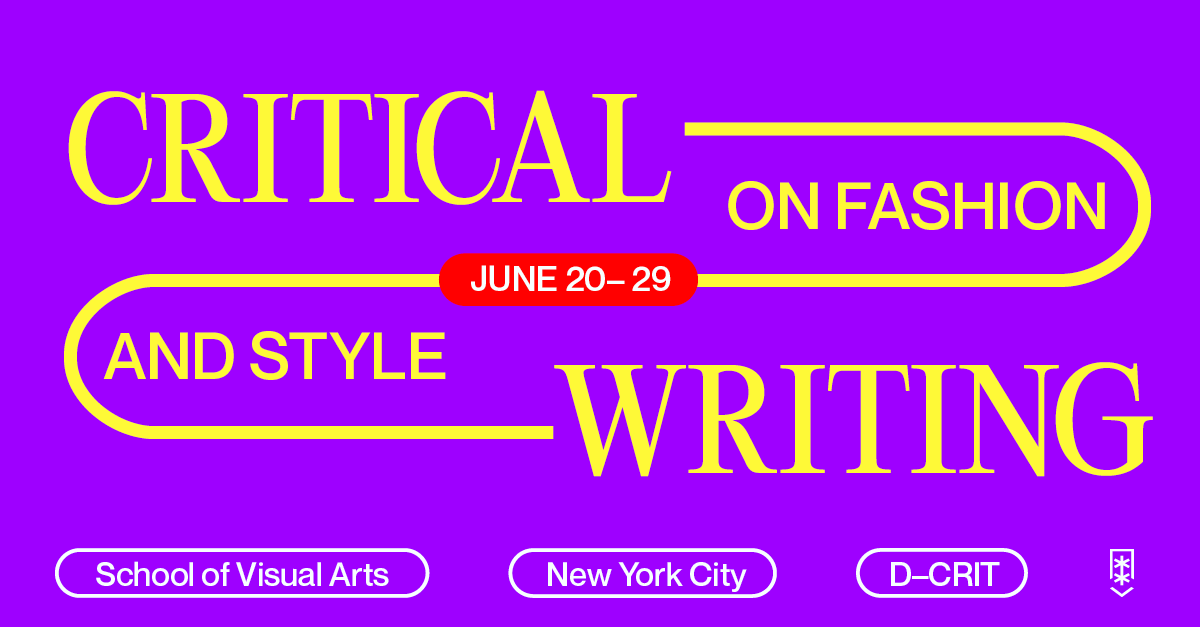 CRITICAL
ON FASHION
JUNE 20– 29
AND STYLE
WRITING
School of Visual Arts
New York City
D–CRIT